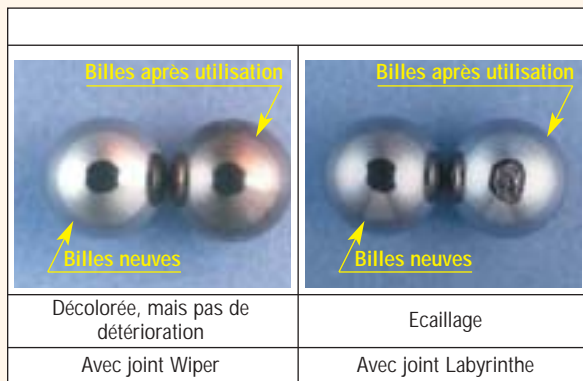 Billes après utilisation
Billes neuves
Billes après utilisation
Billes neuves
Décolorée, mais pas de
détérioration
Ecaillage
Avec joint Wiper
Avec joint Labyrinthe